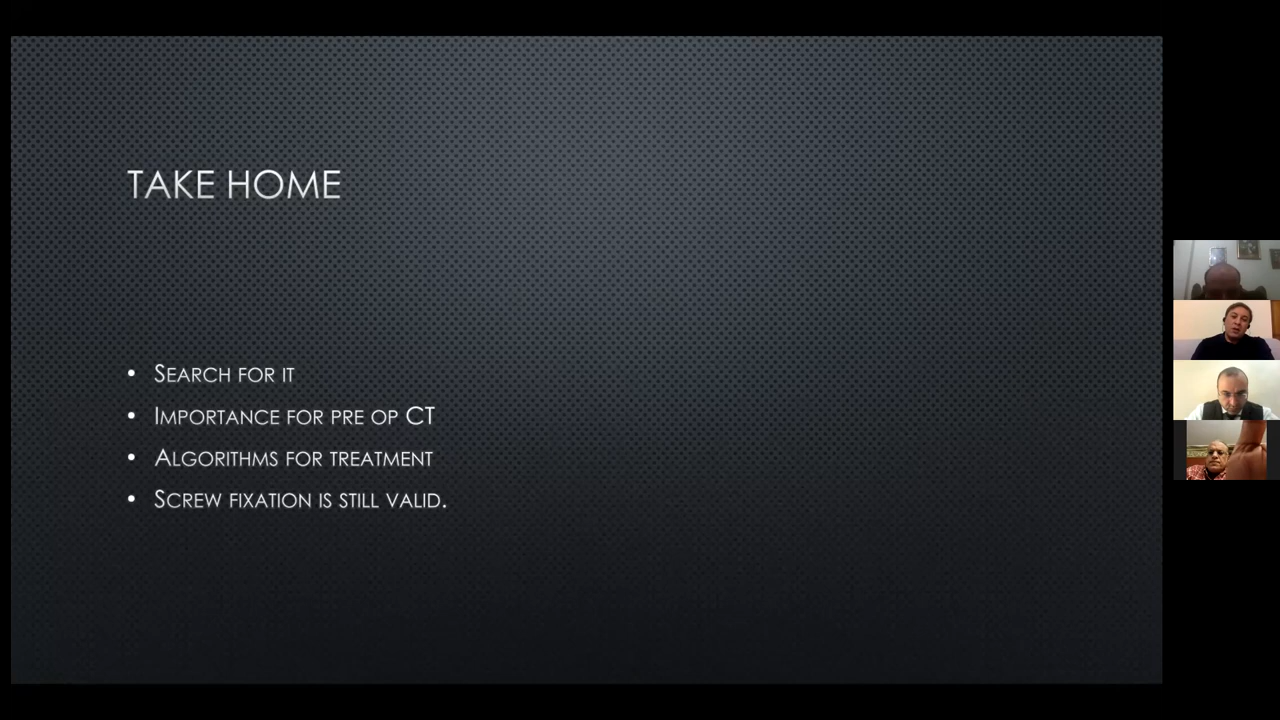 TAKE HOME
• SEARCH FOR IT
• IMPORTANCE FOR PRE OP CT
• ALGORITHMS FOR TREATMENT
• SCREW FIXATION IS STILL VALID.